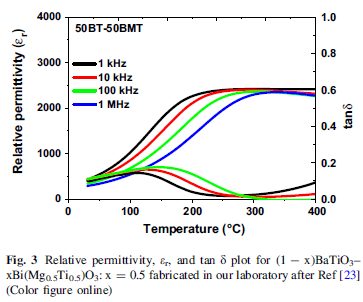 50BT-50BMT
1 kHz
10 kHz
100 kHz
1 MHz
Relative permittivity (εr)
4000
3000
2000
1000
0
1.0
0.8
0.6
0.4
0.2
0.0
tanδ
0 100 200 300 400
Temperature (°C)
Fig. 3 Relative permittivity, εr, and tan δ plot for (1 − x)BaTiO3–
xBi(Mg0.5Ti0.5)O3: x = 0.5 fabricated in our laboratory after Ref [23]
(Color figure online)